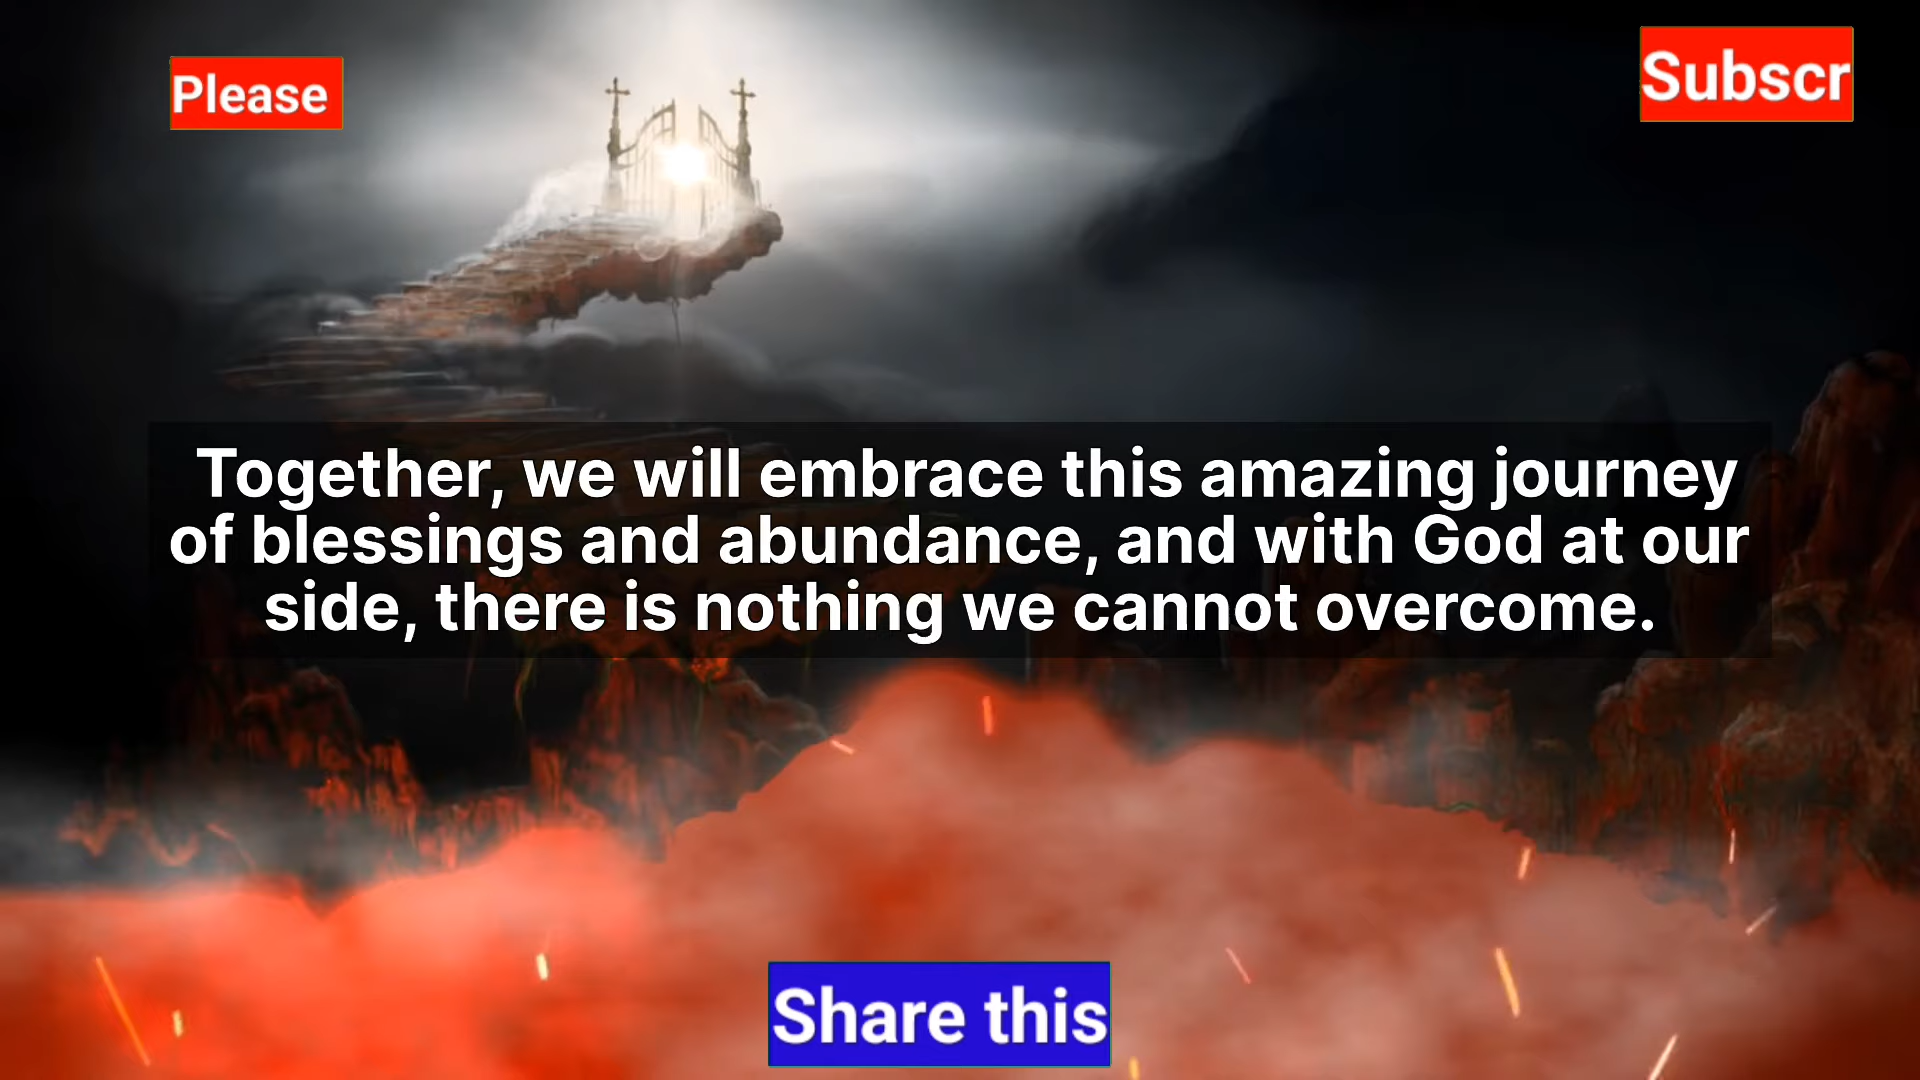 Please
Subscr
Together, we will embrace this amazing journey
of blessings and abundance, and with God at our
side, there is nothing we cannot overcome.
Share this